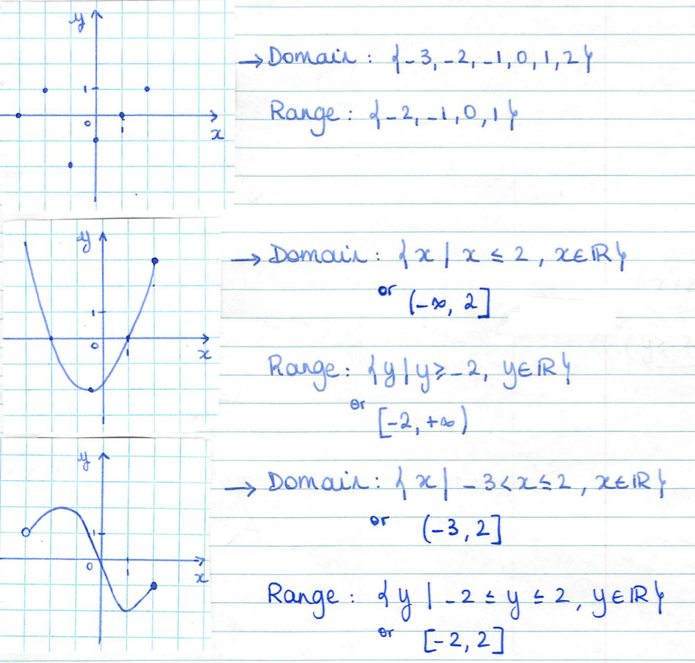 y
→ Domain : {-3, -2, -1, 0, 1, 2}
1
Range : {-2, -1, 0, 1}
0
1
x
y
→ Domain : {x | x ≤ 2, x∈ℝ}
or (-∞, 2]
1
0
1
x
Range : {y | y ≥ -2, y∈ℝ}
or [-2, +∞)
y
→ Domain : {x | -3 < x ≤ 2, x∈ℝ}
or (-3, 2]
1
0
1
x
Range : {y | -2 ≤ y ≤ 2, y∈ℝ}
or [-2, 2]